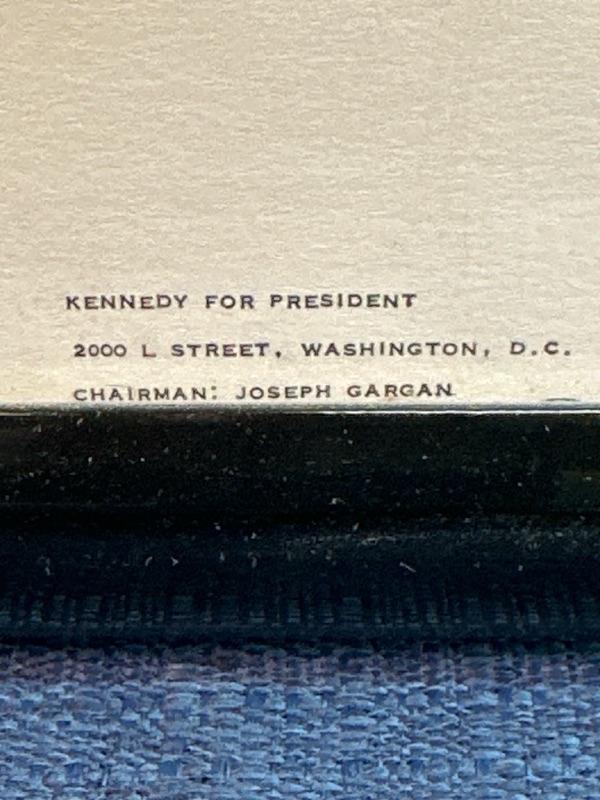 KENNEDY FOR PRESIDENT
2000 L STREET, WASHINGTON, D.C.
CHAIRMAN: JOSEPH GARGAN